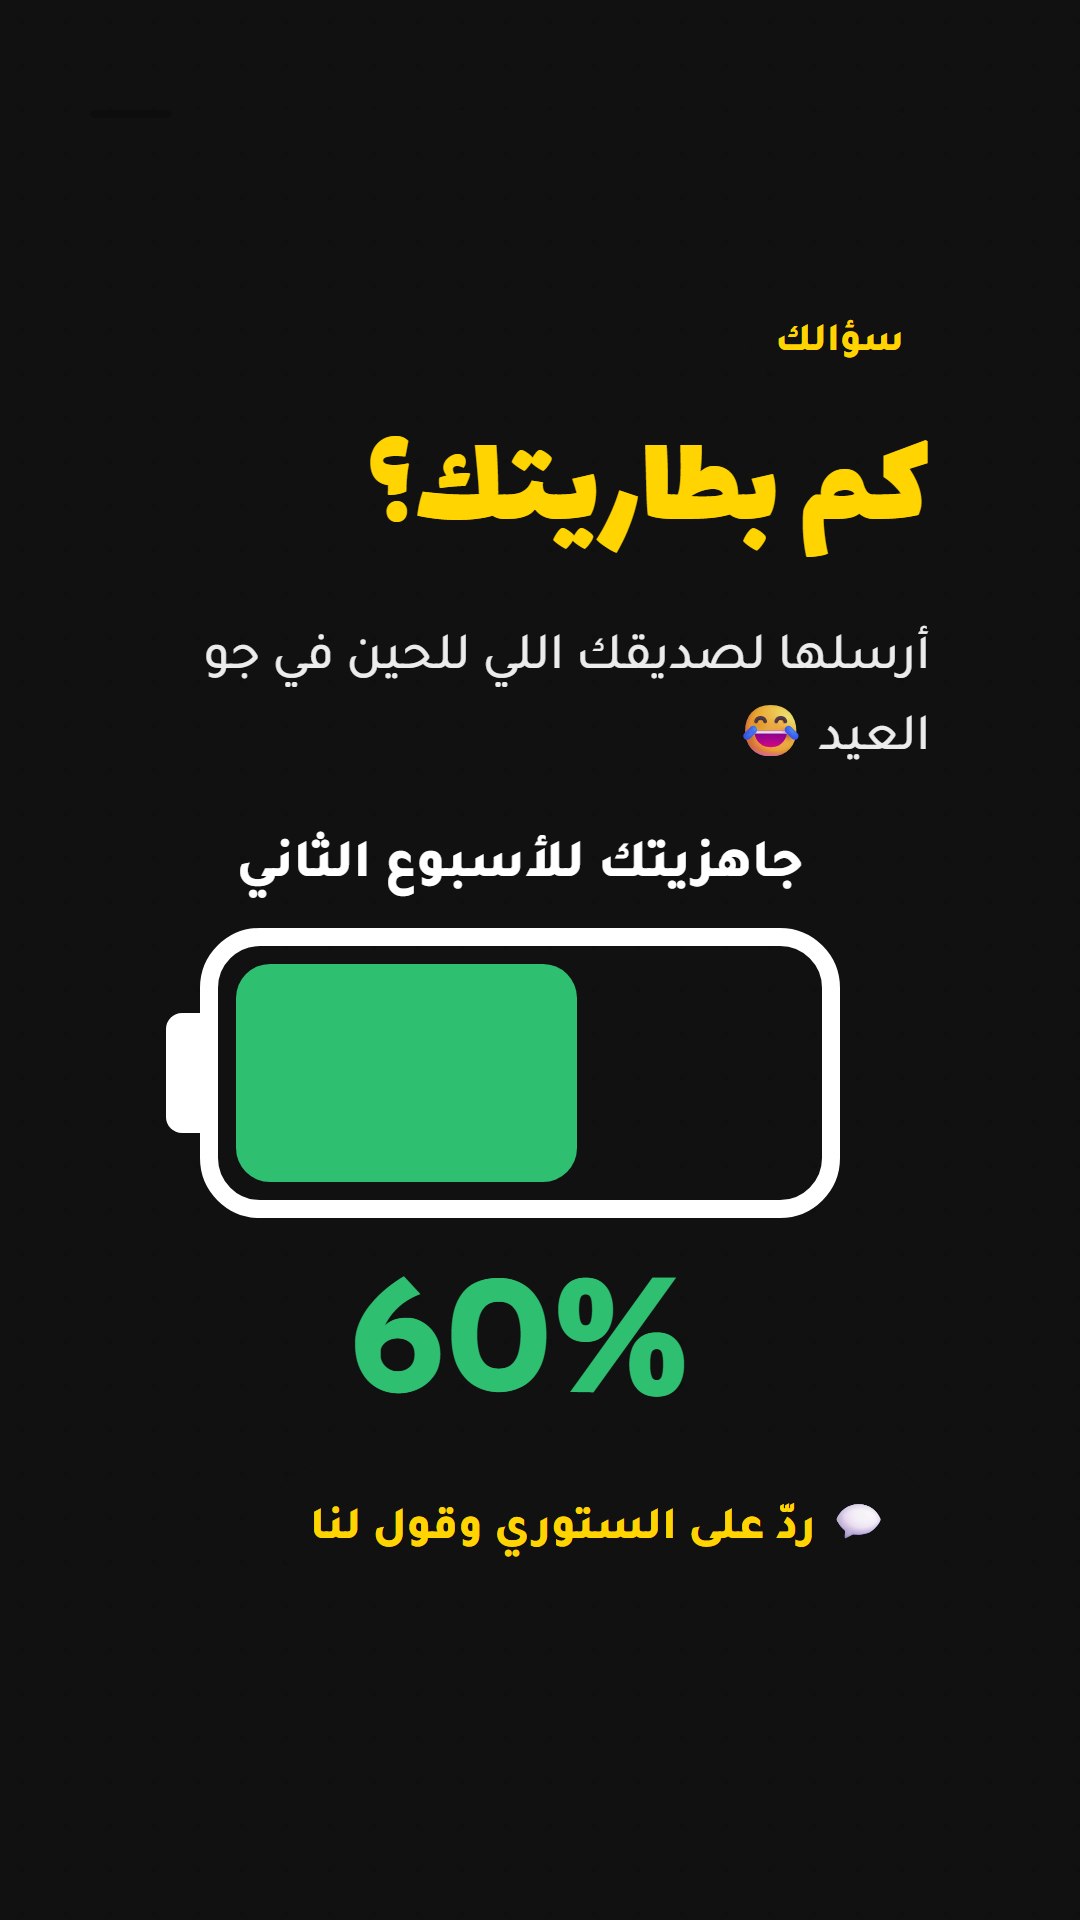 سؤالك
كم بطاريتك؟
أرسلها لصديقك اللي للحين في جو
العيد 😂
جاهزيتك للأسبوع الثاني
60%
💬 ردّ على الستوري وقول لنا